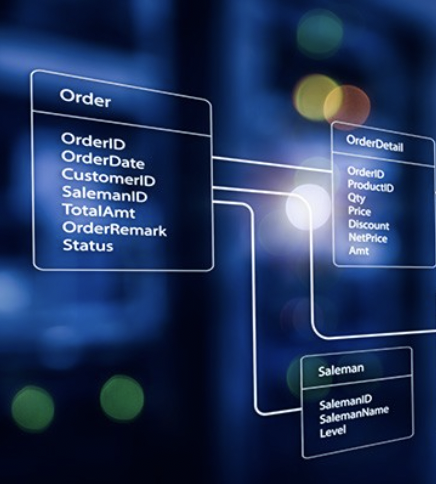 Order
OrderID
OrderDate
CustomerID
SalemanID
TotalAmt
OrderRemark
Status
OrderDetail
OrderID
ProductID
Qty
Price
Discount
NetPrice
Amt
Saleman
SalemanID
SalemanName
Level